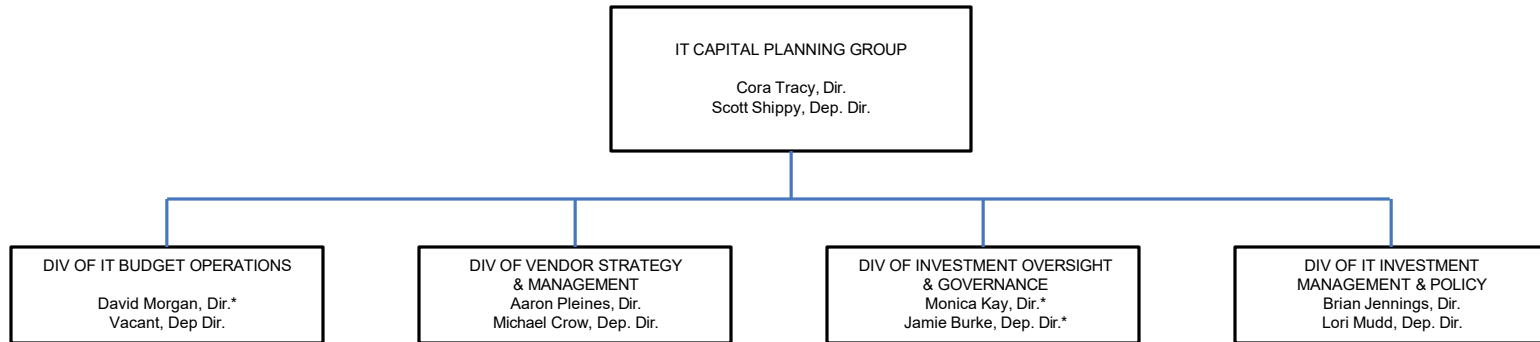 IT CAPITAL PLANNING GROUP
Cora Tracy, Dir.
Scott Shippy, Dep. Dir.
DIV OF IT BUDGET OPERATIONS
David Morgan, Dir.*
Vacant, Dep Dir.
DIV OF VENDOR STRATEGY
& MANAGEMENT
Aaron Pleines, Dir.
Michael Crow, Dep. Dir.
DIV OF INVESTMENT OVERSIGHT
& GOVERNANCE
Monica Kay, Dir.*
Jamie Burke, Dep. Dir.*
DIV OF IT INVESTMENT
MANAGEMENT & POLICY
Brian Jennings, Dir.
Lori Mudd, Dep. Dir.